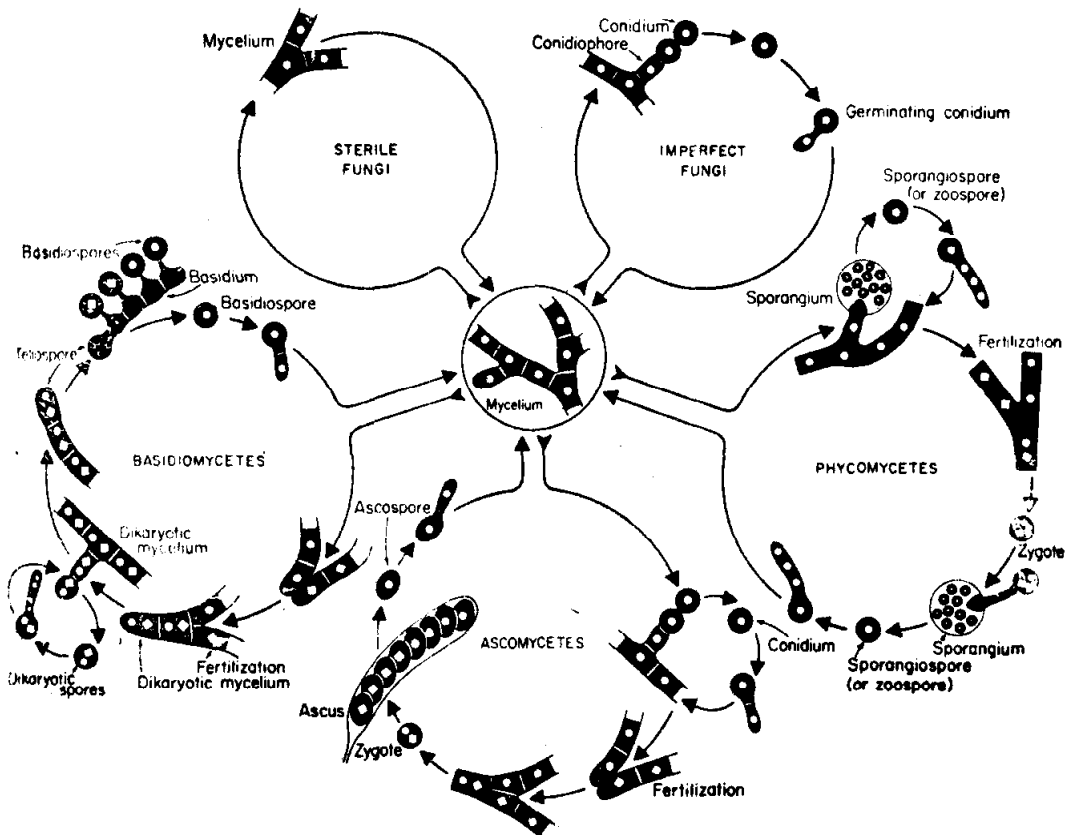 Mycelium
STERILE
FUNGI
Conidium
Conidiophore
Germinating conidium
IMPERFECT
FUNGI
Sporangiospore
(or zoospore)
Sporangium
Fertilization
PHYCOMYCETES
Zygote
Sporangium
Sporangiospore
(or zoospore)
Basidiospores
Basidium
Basidiospore
Teliospore
BASIDIOMYCETES
Dikaryotic
mycelium
Dikaryotic
spores
Fertilization
Dikaryotic mycelium
Mycelium
Ascospore
ASCOMYCETES
Conidium
Ascus
Zygote
Fertilization